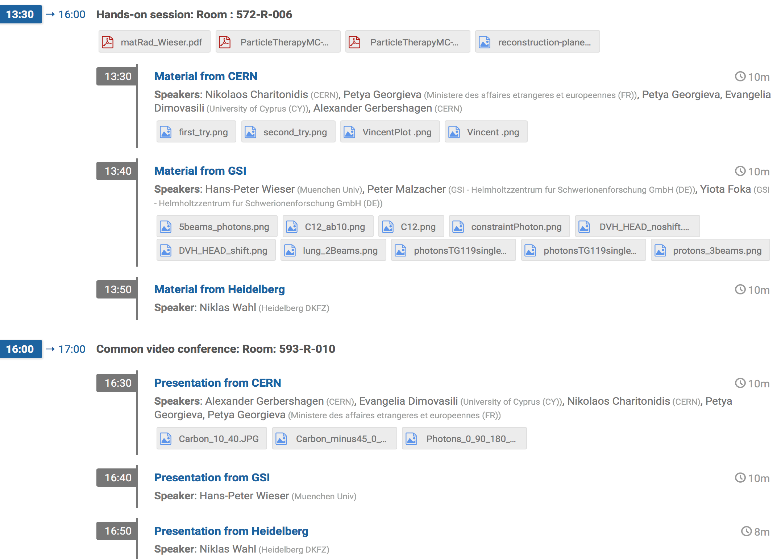 13:30 → 16:00 Hands-on session: Room : 572-R-006
matRad_Wieser.pdf ParticleTherapyMC-... ParticleTherapyMC-... reconstruction-plane...
13:30 Material from CERN 10m
Speakers: Nikolaos Charitonidis (CERN), Petya Georgieva (Ministere des affaires etrangeres et europeennes (FR)), Petya Georgieva, Evangelia
Dimovasili (University of Cyprus (CY)), Alexander Gerbershagen (CERN)
first_try.png second_try.png VincentPlot .png Vincent .png
13:40 Material from GSI 10m
Speakers: Hans-Peter Wieser (Muenchen Univ), Peter Malzacher (GSI - Helmholtzzentrum fur Schwerionenforschung GmbH (DE)), Yiota Foka (GSI
- Helmholtzzentrum fur Schwerionenforschung GmbH (DE))
5beams_photons.png C12_ab10.png C12.png constraintPhoton.png DVH_HEAD_noshift....
DVH_HEAD_shift.png lung_2Beams.png photonsTG119single... photonsTG119single... protons_3beams.png
13:50 Material from Heidelberg 10m
Speaker: Niklas Wahl (Heidelberg DKFZ)
16:00 → 17:00 Common video conference: Room: 593-R-010
16:30 Presentation from CERN 10m
Speakers: Alexander Gerbershagen (CERN), Evangelia Dimovasili (University of Cyprus (CY)), Nikolaos Charitonidis (CERN), Petya
Georgieva, Petya Georgieva (Ministere des affaires etrangeres et europeennes (FR))
Carbon_10_40.JPG Carbon_minus45_0_... Photons_0_90_180_...
16:40 Presentation from GSI 10m
Speaker: Hans-Peter Wieser (Muenchen Univ)
16:50 Presentation from Heidelberg 8m
Speaker: Niklas Wahl (Heidelberg DKFZ)